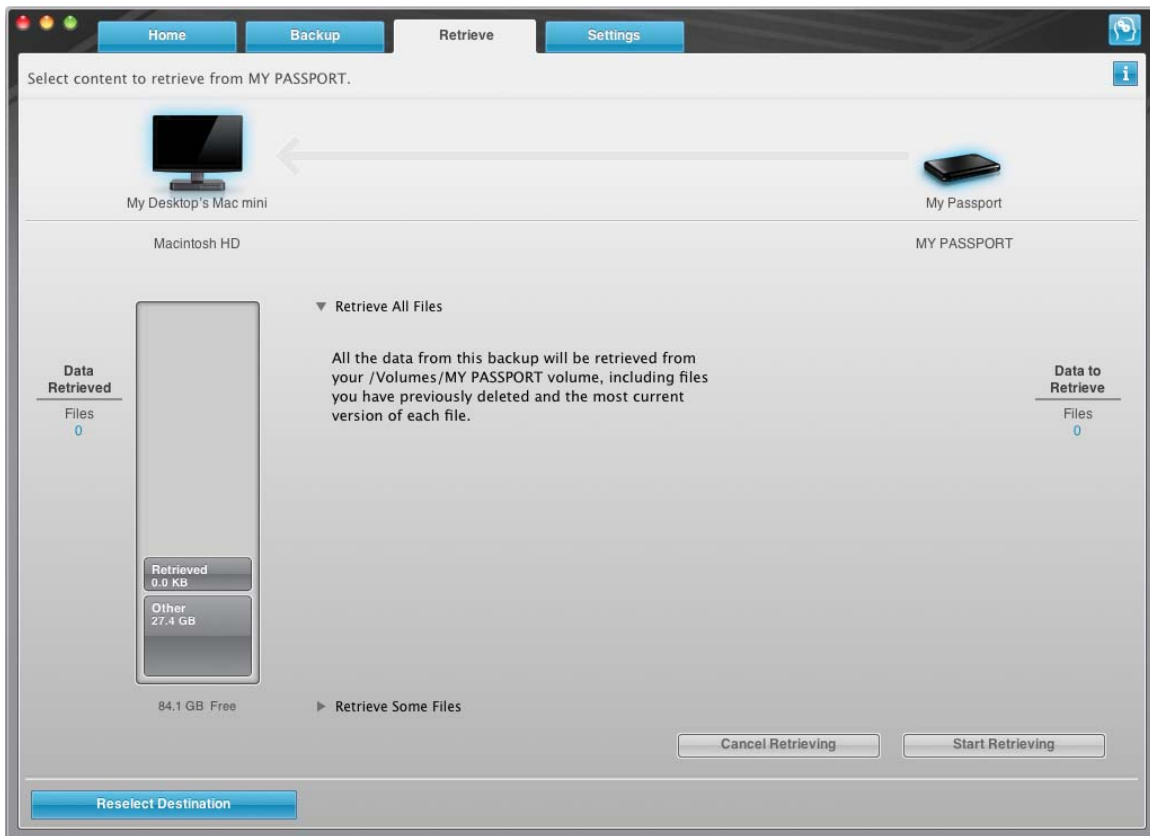 Home
Backup
Retrieve
Settings
Select content to retrieve from MY PASSPORT.
i
My Desktop's Mac mini
My Passport
Macintosh HD
MY PASSPORT
Retrieve All Files
All the data from this backup will be retrieved from
your /Volumes/MY PASSPORT volume, including files
you have previously deleted and the most current
version of each file.
Data
Retrieved
Files
0
Data to
Retrieve
Files
0
Retrieved
0.0 KB
Other
27.4 GB
84.1 GB Free
Retrieve Some Files
Cancel Retrieving
Start Retrieving
Reselect Destination